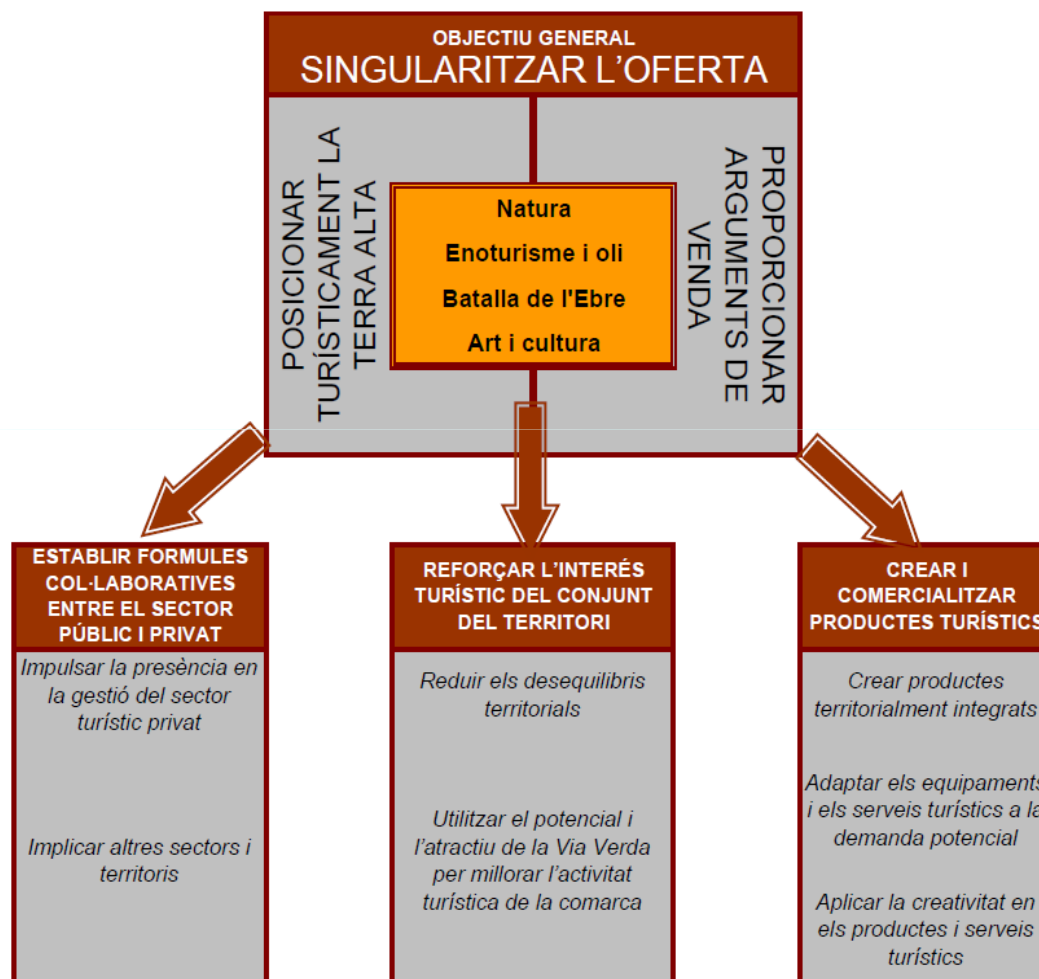 OBJECTIU GENERAL
SINGULARITZAR L'OFERTA
POSICIONAR
TURÍSTICAMENT LA
TERRA ALTA
Natura
Enoturisme i oli
Batalla de l'Ebre
Art i cultura
PROPORCIONAR
ARGUMENTS DE
VENDA
ESTABLIR FORMULES
COL·LABORATIVES
ENTRE EL SECTOR
PÚBLIC I PRIVAT
Impulsar la presència en
la gestió del sector
turístic privat
Implicar altres sectors i
territoris
REFORÇAR L'INTERÉS
TURÍSTIC DEL CONJUNT
DEL TERRITORI
Reduir els desequilibris
territorials
Utilitzar el potencial i
l'atractiu de la Via Verda
per millorar l'activitat
turística de la comarca
CREAR I
COMERCIALITZAR
PRODUCTES TURÍSTICS
Crear productes
territorialment integrats
Adaptar els equipaments
i els serveis turístics a la
demanda potencial
Aplicar la creativitat en
els productes i serveis
turístics